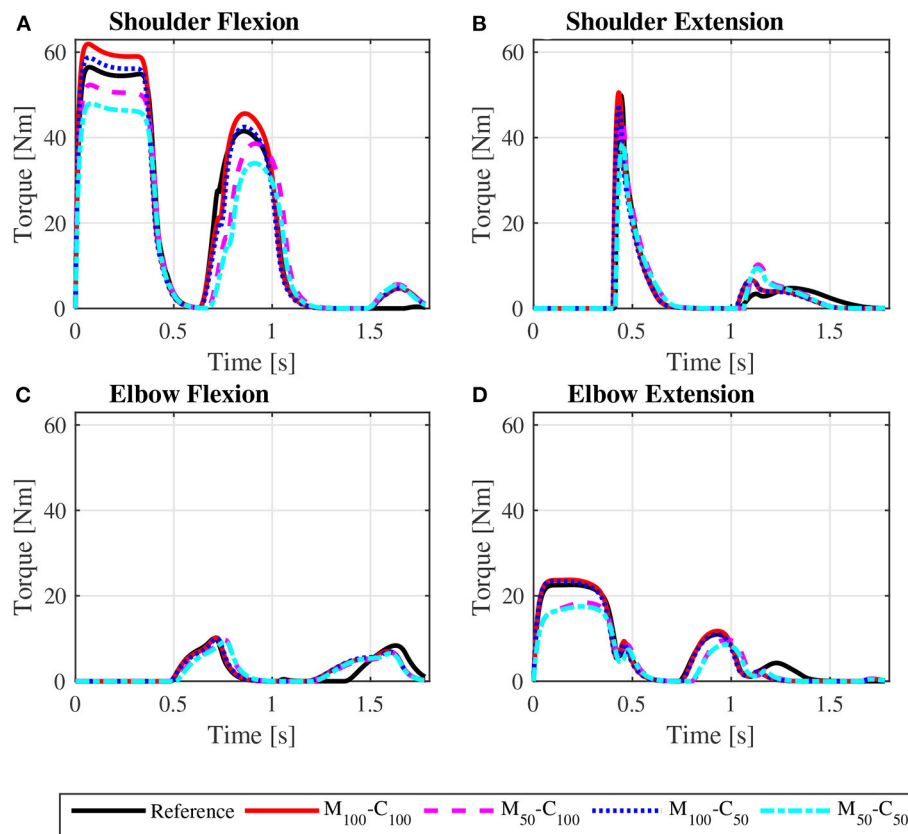 A Shoulder Flexion
60
40
20
0
Torque [Nm]
0 0.5 1 1.5
Time [s]
B Shoulder Extension
60
40
20
0
Torque [Nm]
0 0.5 1 1.5
Time [s]
C Elbow Flexion
60
40
20
0
Torque [Nm]
0 0.5 1 1.5
Time [s]
D Elbow Extension
60
40
20
0
Torque [Nm]
0 0.5 1 1.5
Time [s]
Reference M100-C100 M50-C100 M100-C50 M50-C50